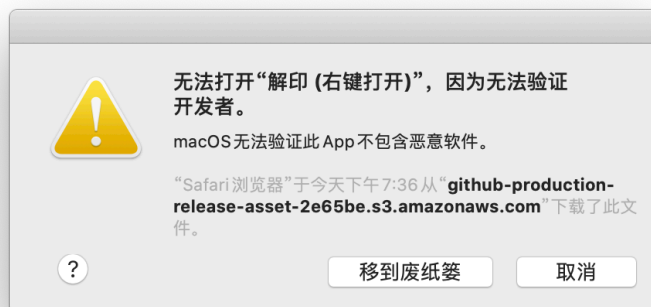 无法打开“解印 (右键打开)”，因为无法验证
开发者。
macOS无法验证此App不包含恶意软件。
“Safari浏览器”于今天下午7:36从“github-production-
release-asset-2e65be.s3.amazonaws.com”下载了此文
件。
?
移到废纸篓
取消